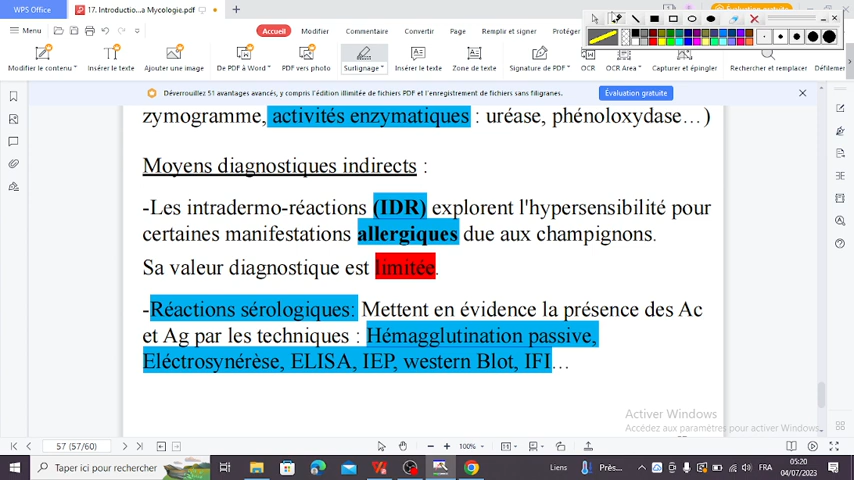 WPS Office
17. Introduction...a Mycologie.pdf
Évaluation gratuite
Menu
Accueil
Modifier
Commentaire
Convertir
Page
Remplir et signer
Protéger
Modifier le contenu
Insérer le texte
Ajouter une image
De PDF à Word
PDF vers photo
Surlignage
Insérer le texte
Zone de texte
Signature de PDF
OCR
OCR Area
Capturer et épingler
Rechercher et remplacer
Défilement
Déverrouiller 51 avantages avancés, y compris l'édition illimitée de fichiers PDF et l'enregistrement de fichiers sans filigranes.
Évaluation gratuite
zymogramme, activités enzymatiques : uréase, phénoloxydase…)
Moyens diagnostiques indirects :
-Les intradermo-réactions (IDR) explorent l'hypersensibilité pour
certaines manifestations allergiques due aux champignons.
Sa valeur diagnostique est limitée.
-Réactions sérologiques: Mettent en évidence la présence des Ac
et Ag par les techniques : Hémagglutination passive,
Eléctrosynérèse, ELISA, IEP, western Blot, IFI…
Activer Windows
Accédez aux paramètres pour activer Windows.
57 (57/60)
100%
Taper ici pour rechercher
Liens
Près...
FRA
05:20
04/07/2023